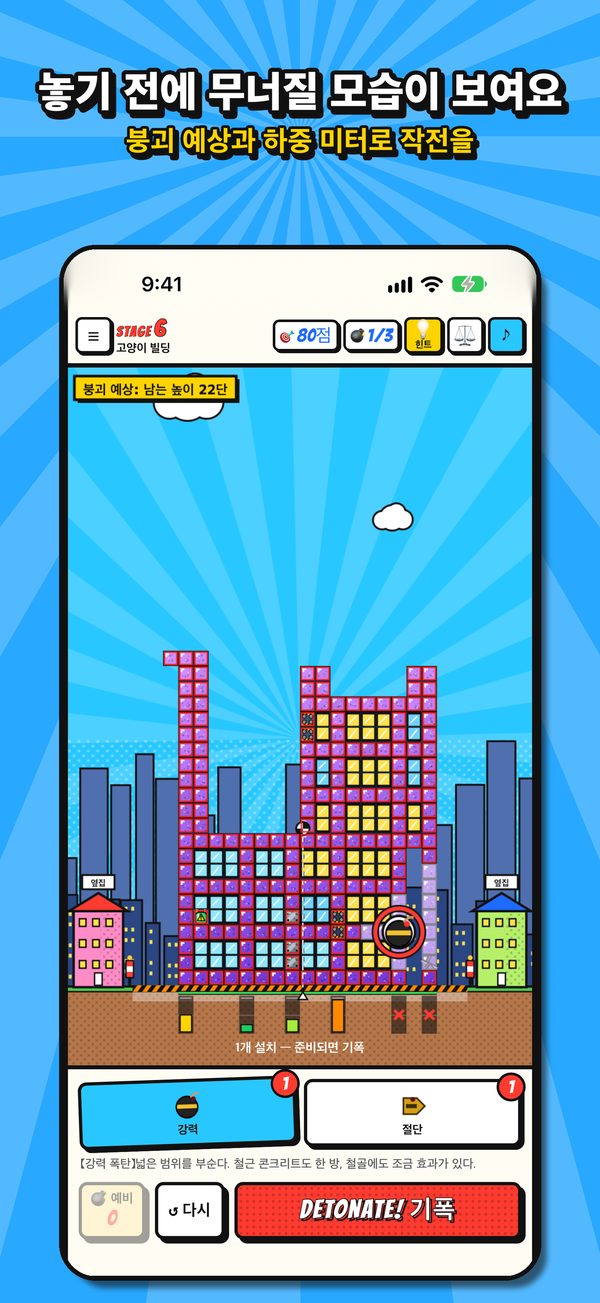 놓기 전에 무너질 모습이 보여요
붕괴 예상과 하중 미터로 작전을
9:41
STAGE 6
고양이 빌딩
80점
1/3
힌트
붕괴 예상: 남는 높이 22단
옆집
옆집
1개 설치 — 준비되면 기폭
1
강력
1
절단
【강력 폭탄】넓은 범위를 부순다. 철근 콘크리트도 한 방, 철골에도 조금 효과가 있다.
예비
0
↺ 다시
DETONATE! 기폭